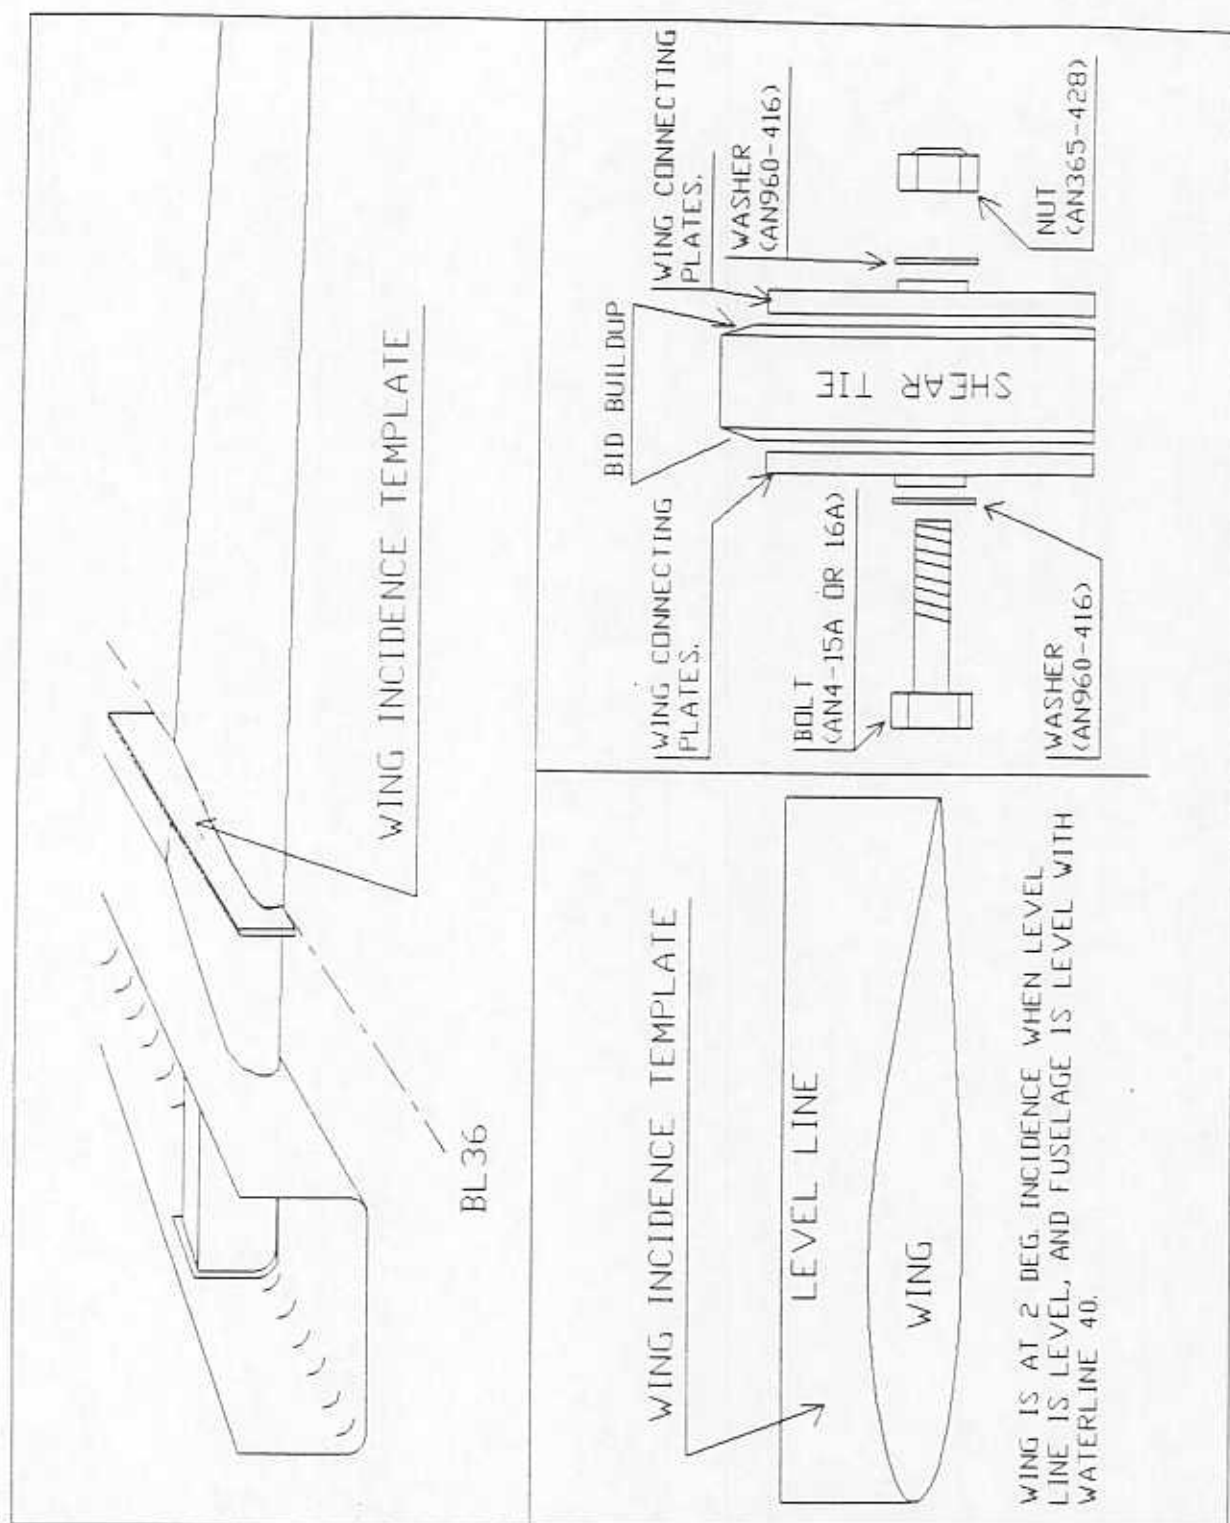 WING INCIDENCE TEMPLATE
BL36
WING INCIDENCE TEMPLATE
LEVEL LINE
WING
WING IS AT 2 DEG. INCIDENCE WHEN LEVEL
LINE IS LEVEL, AND FUSELAGE IS LEVEL WITH
WATERLINE 40.
BID BUILDUP
WING CONNECTING
PLATES.
WING CONNECTING
PLATES.
WASHER
(AN960-416)
BOLT
(AN4-15A OR 16A)
SHEAR TIE
WASHER
(AN960-416)
NUT
(AN365-428)